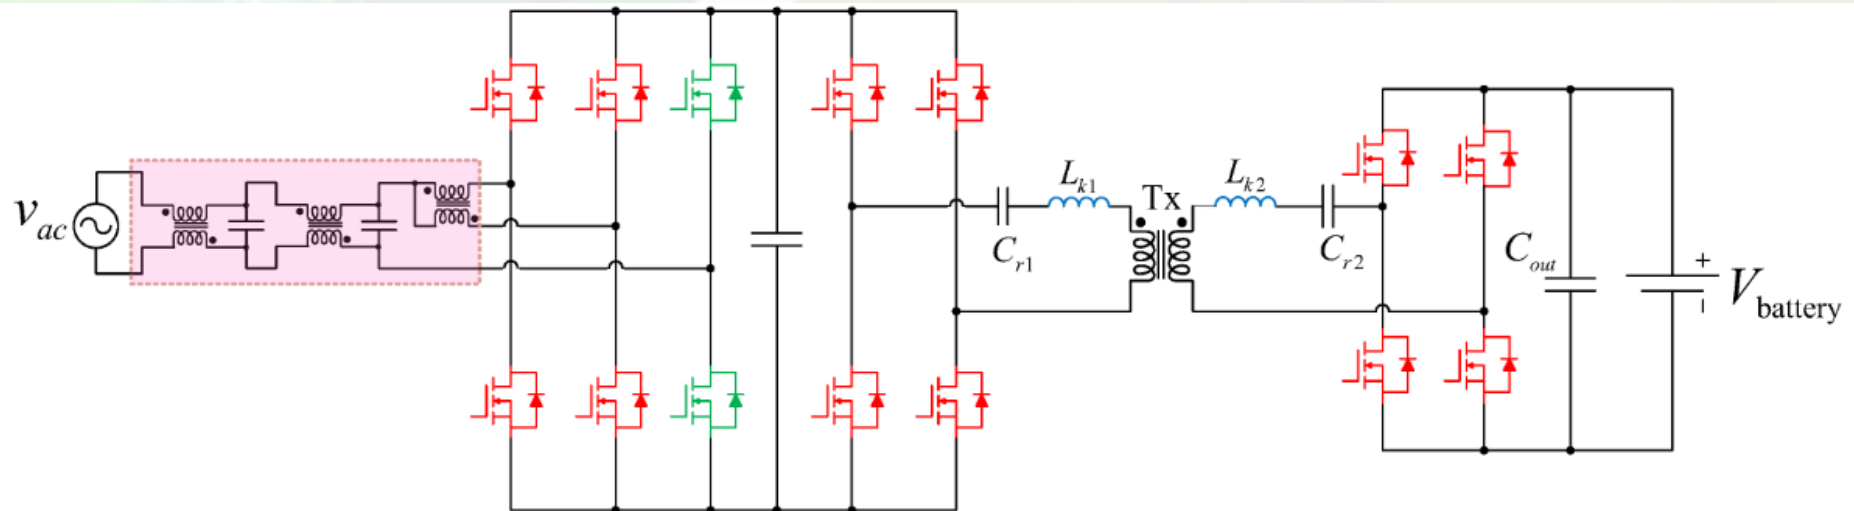 v_ac
C_r1
L_k1
Tx
L_k2
C_r2
C_out
+
−
V_battery